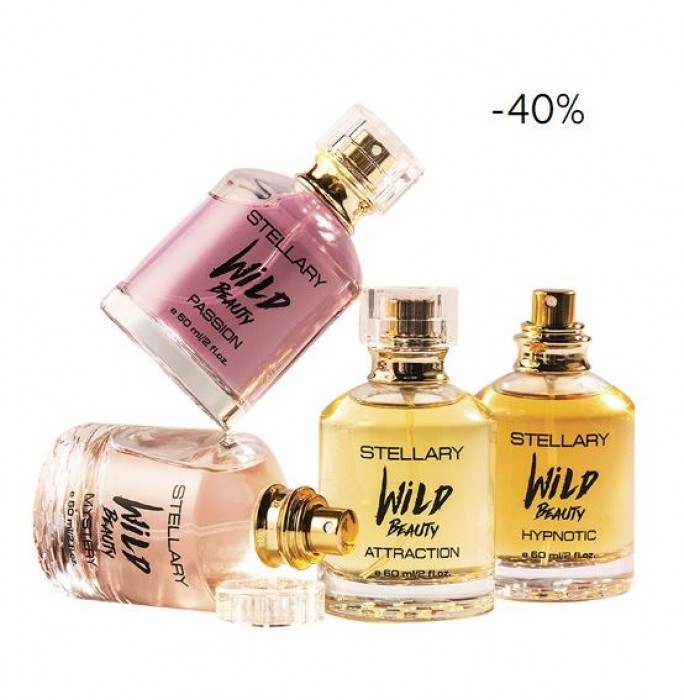 -40%
STELLARY
WiLD
BEAUTY
PASSION
e 60 ml/2 fl.oz.
STELLARY
WiLD
BEAUTY
MYSTERY
e 60 ml/2 fl.oz.
STELLARY
WiLD
BEAUTY
ATTRACTION
e 60 ml/2 fl.oz.
STELLARY
WiLD
BEAUTY
HYPNOTIC
e 60 ml/2 fl.oz.